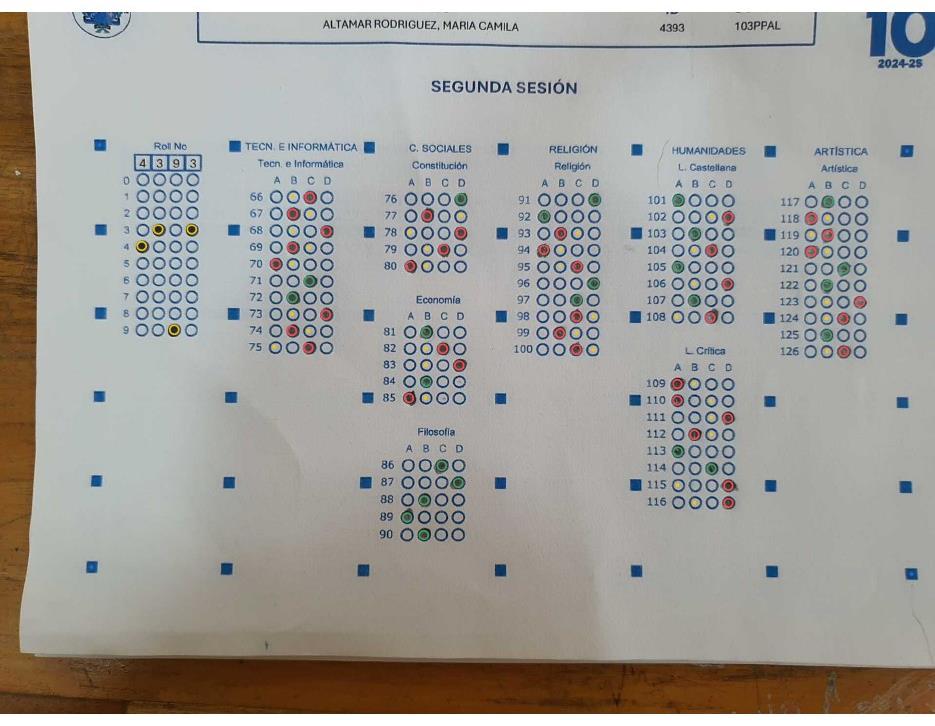 ALTAMAR RODRIGUEZ, MARIA CAMILA 4393 103PPAL
10
2024-2S
SEGUNDA SESIÓN
Roll No
4 3 9 3
0
1
2
3
4
5
6
7
8
9
TECN. E INFORMÁTICA
Tecn. e Informática
A B C D
66
67
68
69
70
71
72
73
74
75
C. SOCIALES
Constitución
A B C D
76
77
78
79
80
Economía
A B C D
81
82
83
84
85
Filosofía
A B C D
86
87
88
89
90
RELIGIÓN
Religión
A B C D
91
92
93
94
95
96
97
98
99
100
HUMANIDADES
L. Castellana
A B C D
101
102
103
104
105
106
107
108
L. Crítica
A B C D
109
110
111
112
113
114
115
116
ARTÍSTICA
Artística
A B C D
117
118
119
120
121
122
123
124
125
126